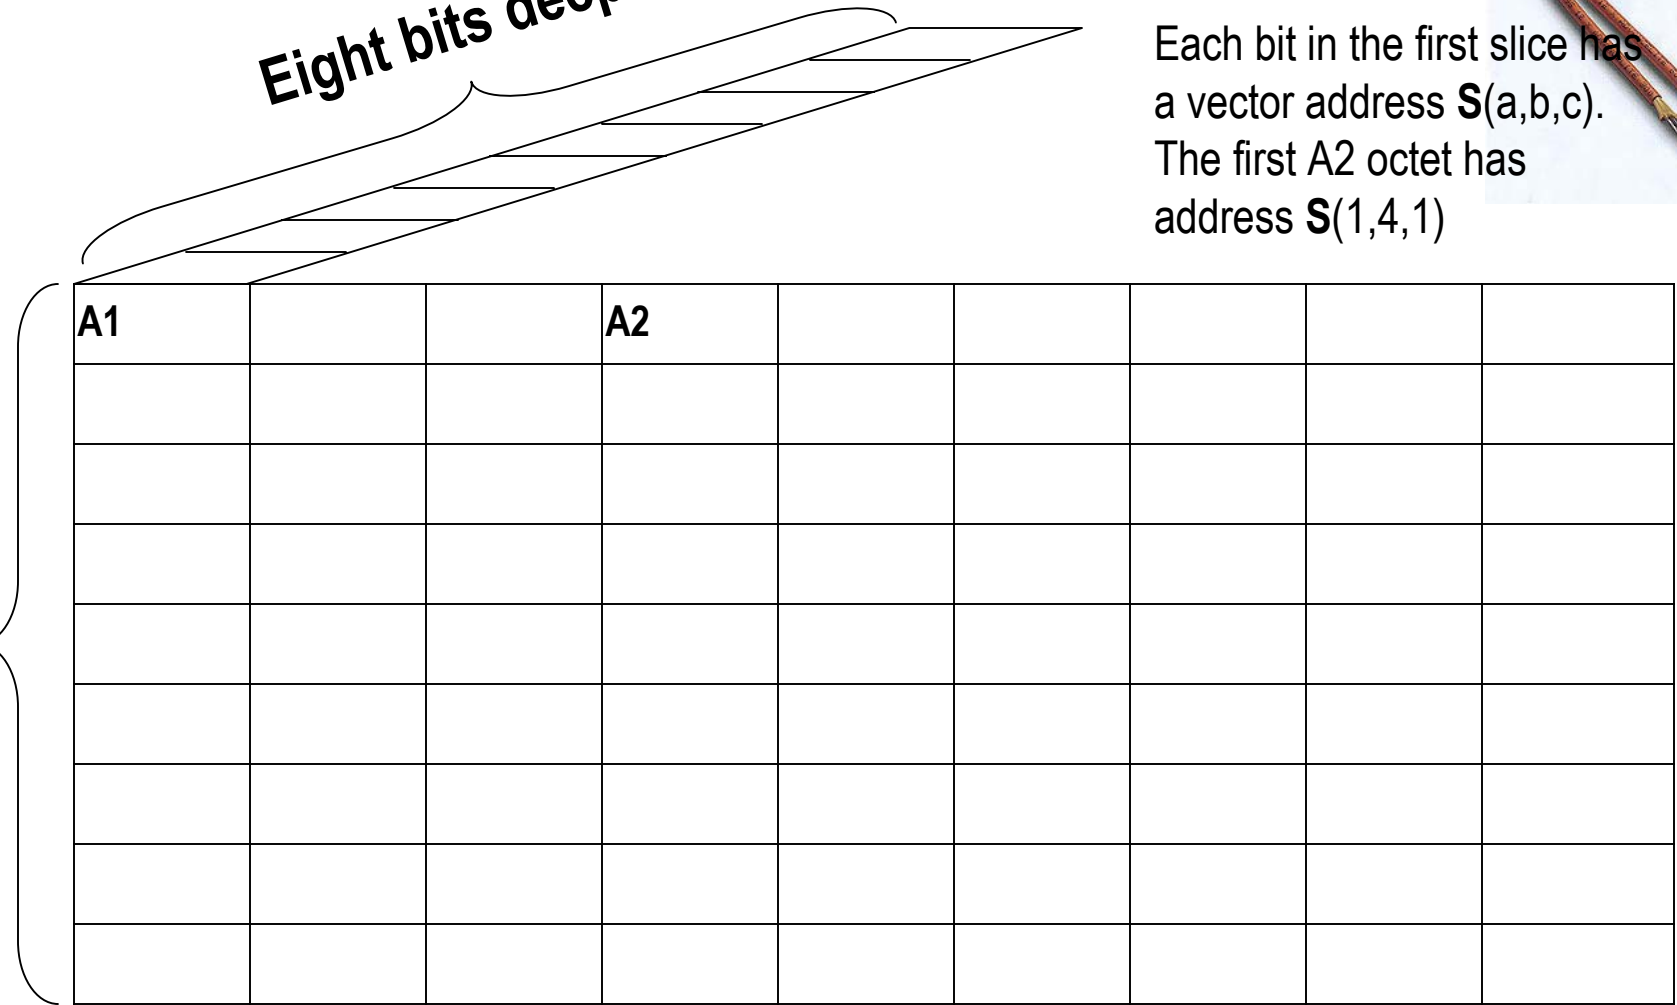 Eight bits deep
Each bit in the first slice has
a vector address S(a,b,c).
The first A2 octet has
address S(1,4,1)
A1 A2